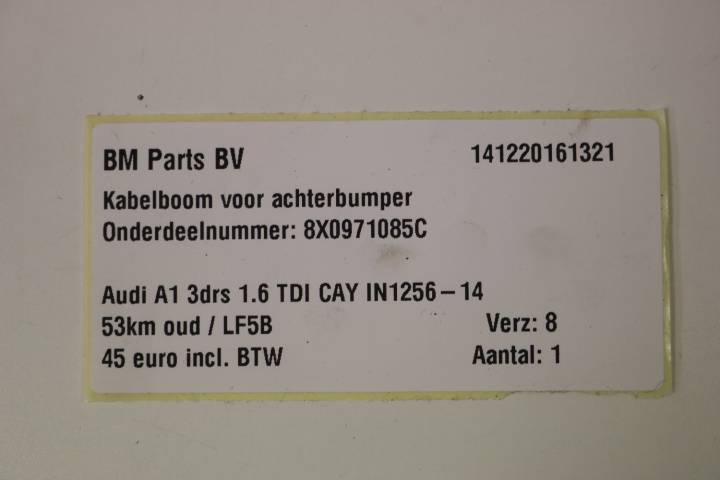 BM Parts BV 141220161321
Kabelboom voor achterbumper
Onderdeelnummer: 8X0971085C
Audi A1 3drs 1.6 TDI CAY IN1256-14
53km oud / LF5B Verz: 8
45 euro incl. BTW Aantal: 1